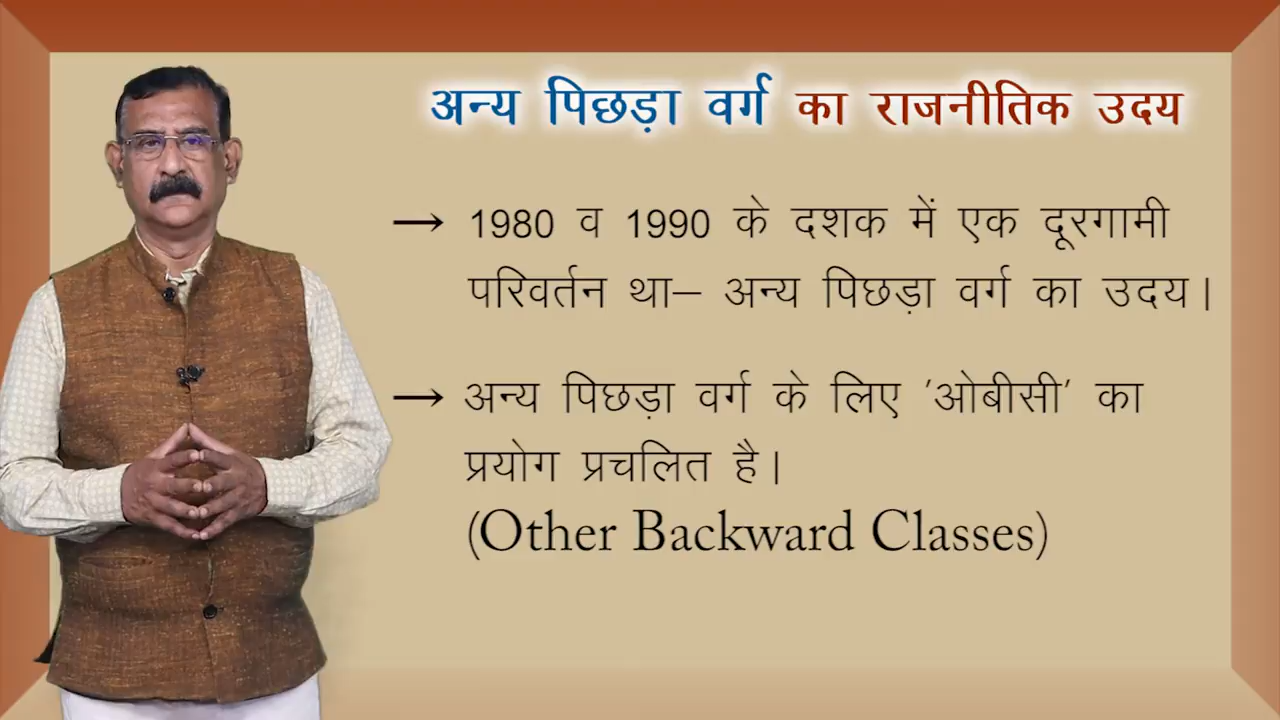 अन्य पिछड़ा वर्ग का राजनीतिक उदय
→ 1980 व 1990 के दशक में एक दूरगामी
परिवर्तन था– अन्य पिछड़ा वर्ग का उदय।
→ अन्य पिछड़ा वर्ग के लिए 'ओबीसी' का
प्रयोग प्रचलित है।
(Other Backward Classes)